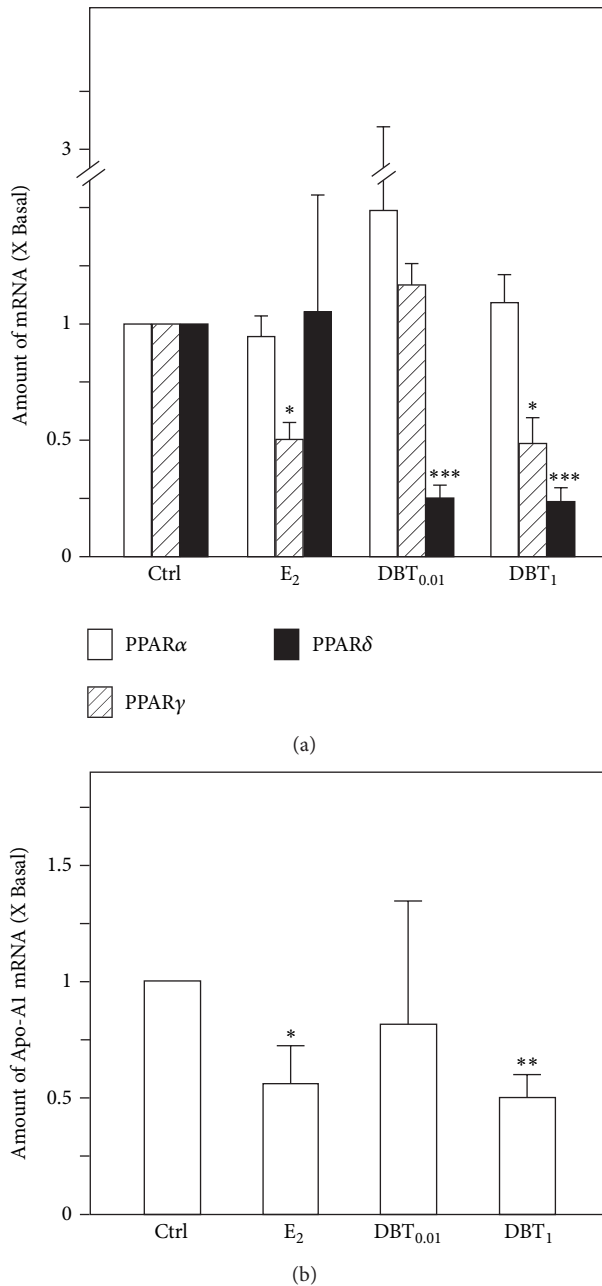 Amount of mRNA (X Basal)
3
1
0.5
0
*
***
*
***
Ctrl E₂ DBT₀.₀₁ DBT₁
PPARα PPARδ
PPARγ
(a)
Amount of Apo-A1 mRNA (X Basal)
1.5
1
0.5
0
*
**
Ctrl E₂ DBT₀.₀₁ DBT₁
(b)